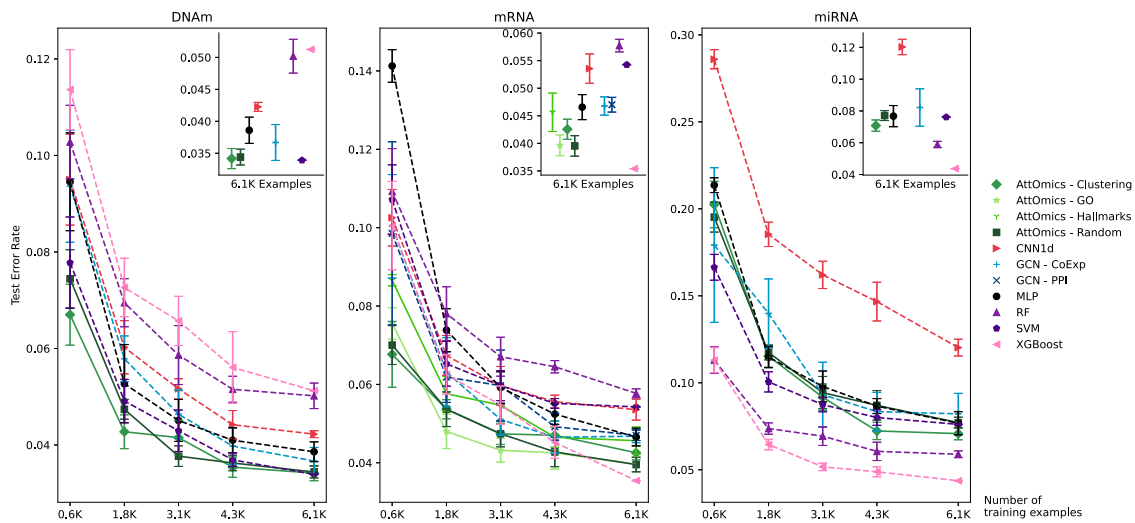 DNAm
mRNA
miRNA
Test Error Rate
0.12
0.10
0.08
0.06
0.04
0.6K
1.8K
3.1K
4.3K
6.1K
0.050
0.045
0.040
0.035
6.1K Examples
0.14
0.12
0.10
0.08
0.06
0.04
0.6K
1.8K
3.1K
4.3K
6.1K
0.060
0.055
0.050
0.045
0.040
0.035
6.1K Examples
0.30
0.25
0.20
0.15
0.10
0.05
0.6K
1.8K
3.1K
4.3K
6.1K
0.12
0.10
0.08
0.06
0.04
6.1K Examples
AttOmics - Clustering
AttOmics - GO
AttOmics - Hallmarks
AttOmics - Random
CNN1d
GCN - CoExp
GCN - PPI
MLP
RF
SVM
XGBoost
Number of
training examples